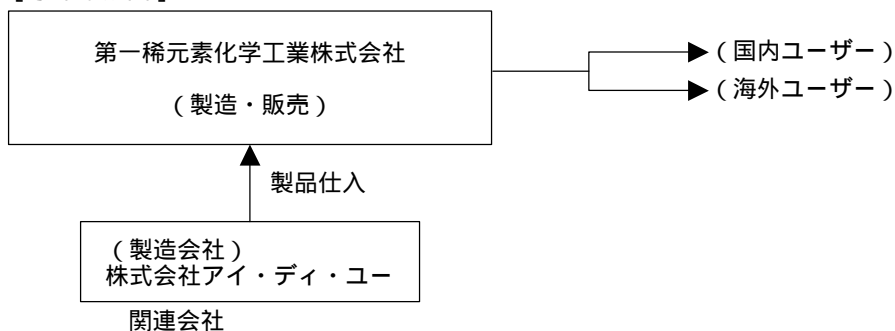 第一稀元素化学工業株式会社
（製造・販売）
（国内ユーザー）
（海外ユーザー）
製品仕入
（製造会社）
株式会社アイ・ディ・ユー
関連会社